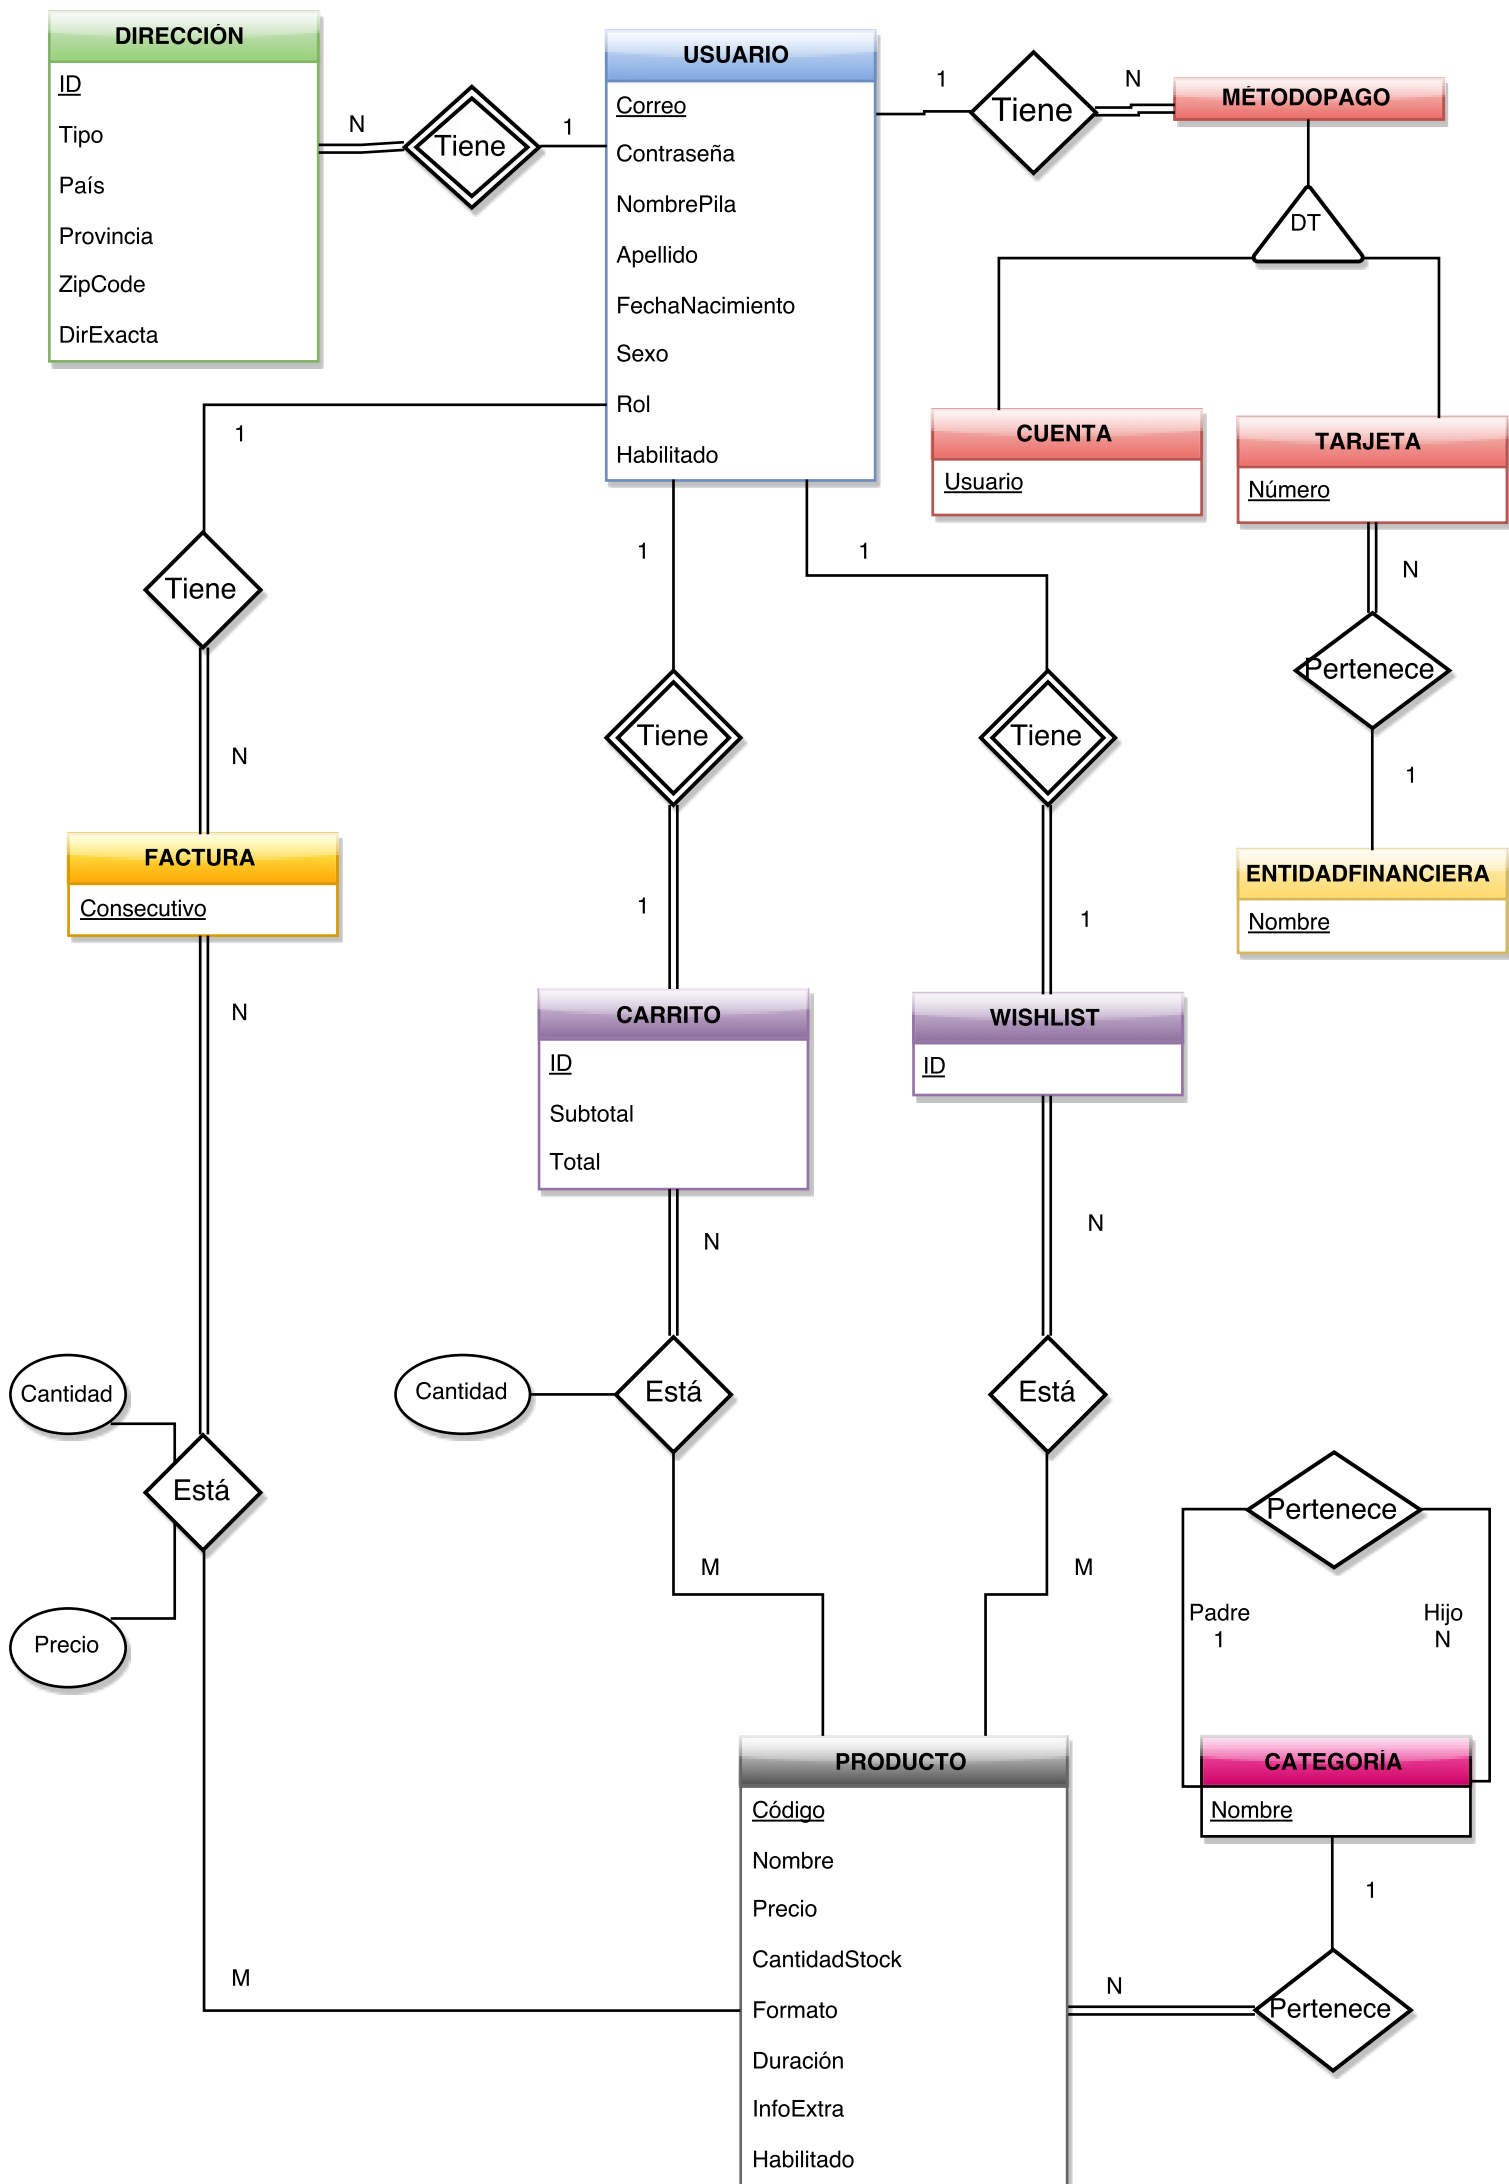 DIRECCIÓN
ID
Tipo
País
Provincia
ZipCode
DirExacta
N
Tiene
1
USUARIO
Correo
Contraseña
NombrePila
Apellido
FechaNacimiento
Sexo
Rol
Habilitado
1
Tiene
N
MÉTODOPAGO
DT
CUENTA
Usuario
TARJETA
Número
N
Pertenece
1
ENTIDADFINANCIERA
Nombre
1
Tiene
N
FACTURA
Consecutivo
N
Cantidad
Está
Precio
M
1
Tiene
1
CARRITO
ID
Subtotal
Total
N
Cantidad
Está
M
1
Tiene
1
WISHLIST
ID
N
Está
M
Pertenece
Padre
1
Hijo
N
CATEGORÍA
Nombre
1
Pertenece
N
PRODUCTO
Código
Nombre
Precio
CantidadStock
Formato
Duración
InfoExtra
Habilitado